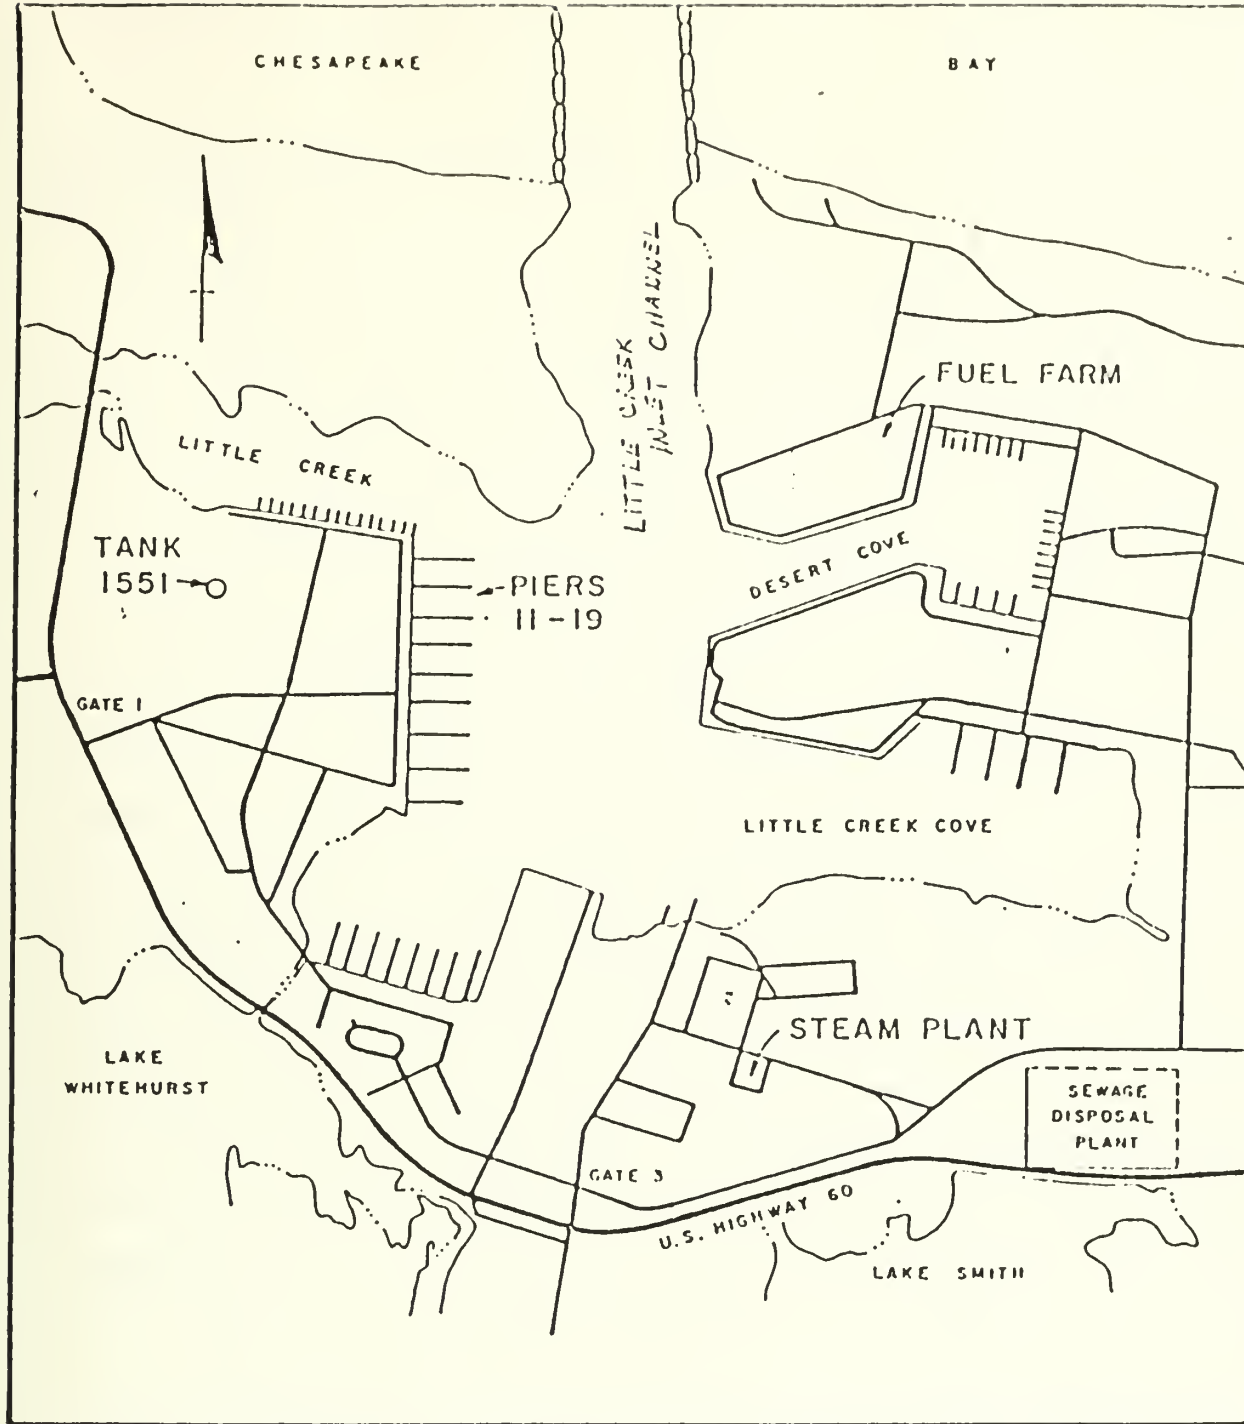 CHESAPEAKE
BAY
LITTLE CREEK
INLET CHANNEL
FUEL FARM
LITTLE CREEK
TANK
1551
PIERS
11-19
DESERT COVE
GATE 1
LITTLE CREEK COVE
STEAM PLANT
LAKE
WHITEHURST
SEWAGE
DISPOSAL
PLANT
GATE 3
U.S. HIGHWAY 60
LAKE SMITH